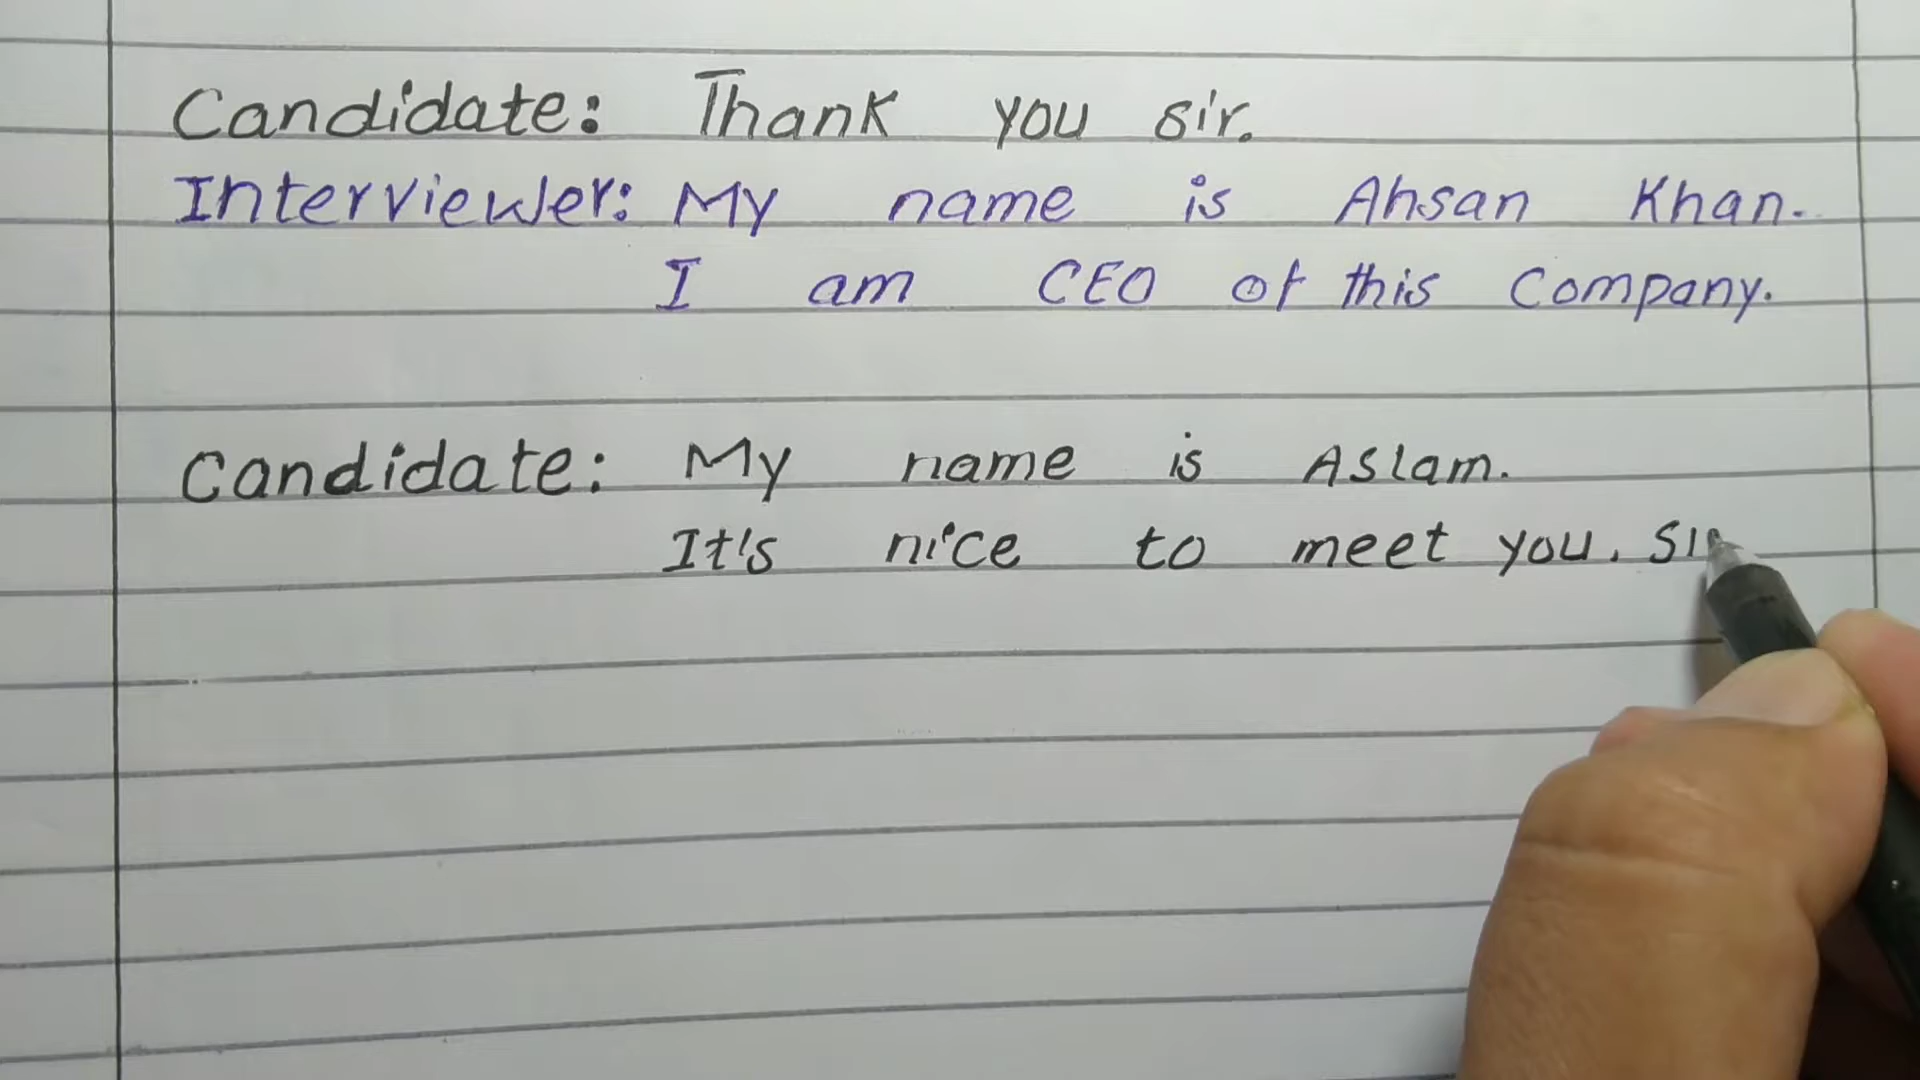 Candidate: Thank you sir.
Interviewer: My name is Ahsan Khan.
I am CEO of this Company.
Candidate: My name is Aslam.
It's nice to meet you. Sir